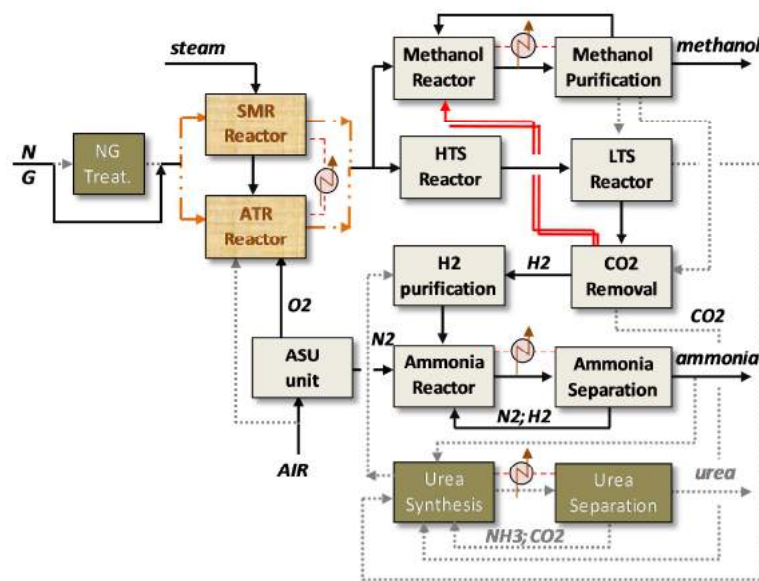 steam
methanol
Methanol
Reactor
Methanol
Purification
SMR
Reactor
N
G
NG
Treat.
HTS
Reactor
LTS
Reactor
ATR
Reactor
H2
purification
H2
CO2
Removal
O2
CO2
ASU
unit
N2
Ammonia
Reactor
Ammonia
Separation
ammonia
N2; H2
AIR
Urea
Synthesis
Urea
Separation
urea
NH3; CO2